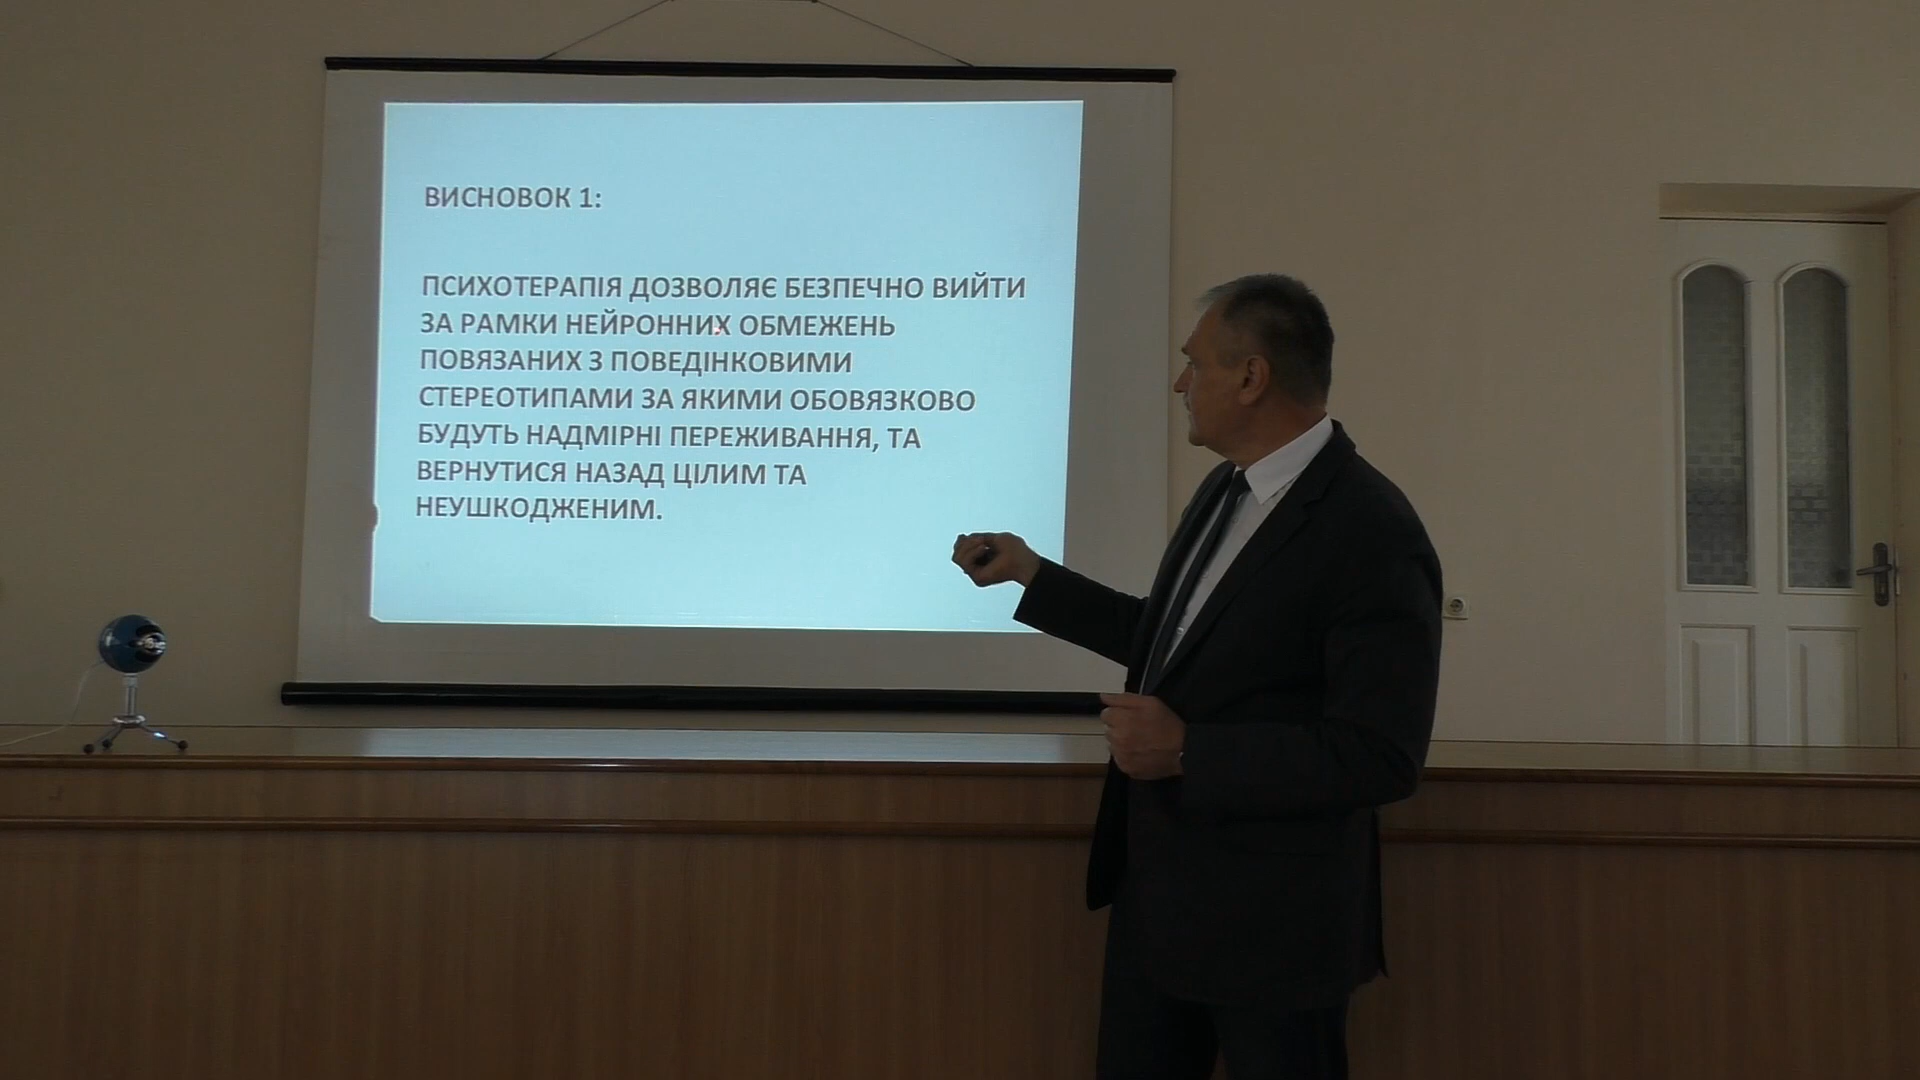 ВИСНОВОК 1:
ПСИХОТЕРАПІЯ ДОЗВОЛЯЄ БЕЗПЕЧНО ВИЙТИ
ЗА РАМКИ НЕЙРОННИХ ОБМЕЖЕНЬ
ПОВЯЗАНИХ З ПОВЕДІНКОВИМИ
СТЕРЕОТИПАМИ ЗА ЯКИМИ ОБОВЯЗКОВО
БУДУТЬ НАДМІРНІ ПЕРЕЖИВАННЯ, ТА
ВЕРНУТИСЯ НАЗАД ЦІЛИМ ТА
НЕУШКОДЖЕНИМ.